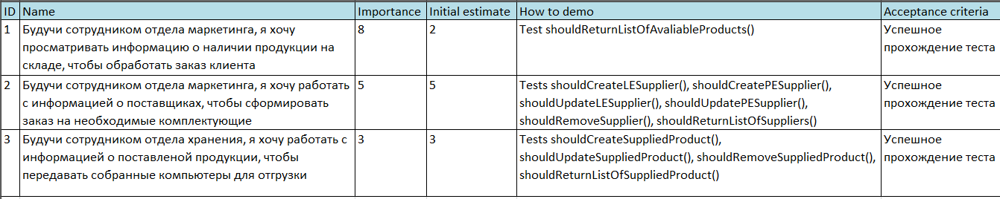 ID Name Importance Initial estimate How to demo Acceptance criteria
1 Будучи сотрудником отдела маркетинга, я хочу 8 2 Test shouldReturnListOfAvaliableProducts() Успешное
просматривать информацию о наличии продукции на прохождение теста
складе, чтобы обработать заказ клиента
2 Будучи сотрудником отдела маркетинга, я хочу работать 5 5 Tests shouldCreateLESupplier(), shouldCreatePESupplier(), Успешное
с информацией о поставщиках, чтобы сформировать shouldUpdateLESupplier(), shouldUpdatePESupplier(), прохождение теста
заказ на необходимые комплектующие shouldRemoveSupplier(), shouldReturnListOfSuppliers()
3 Будучи сотрудником отдела хранения, я хочу работать с 3 3 Tests shouldCreateSuppliedProduct(), Успешное
информацией о поставленой продукции, чтобы shouldUpdateSuppliedProduct(), shouldRemoveSuppliedProduct(), прохождение теста
передавать собранные компьютеры для отгрузки shouldReturnListOfSuppliedProduct()